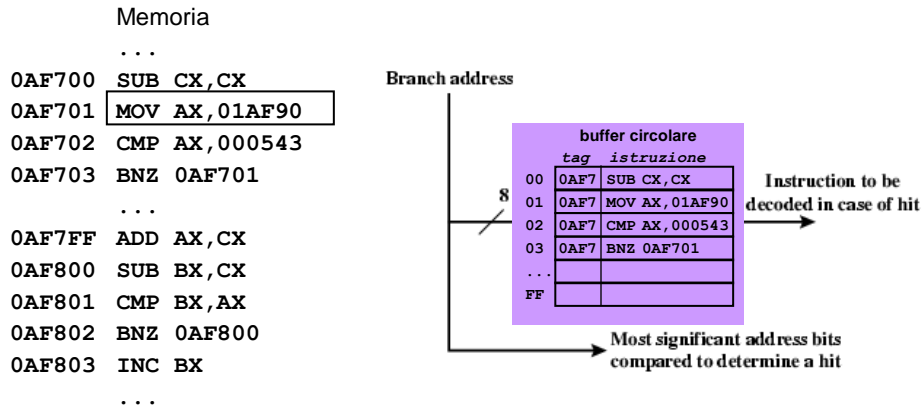 Memoria
...
0AF700 SUB CX,CX
0AF701 MOV AX,01AF90
0AF702 CMP AX,000543
0AF703 BNZ 0AF701
...
0AF7FF ADD AX,CX
0AF800 SUB BX,CX
0AF801 CMP BX,AX
0AF802 BNZ 0AF800
0AF803 INC BX
...
Branch address
8
buffer circolare
tag istruzione
00 0AF7 SUB CX,CX
01 0AF7 MOV AX,01AF90
02 0AF7 CMP AX,000543
03 0AF7 BNZ 0AF701
...
FF
Instruction to be
decoded in case of hit
Most significant address bits
compared to determine a hit